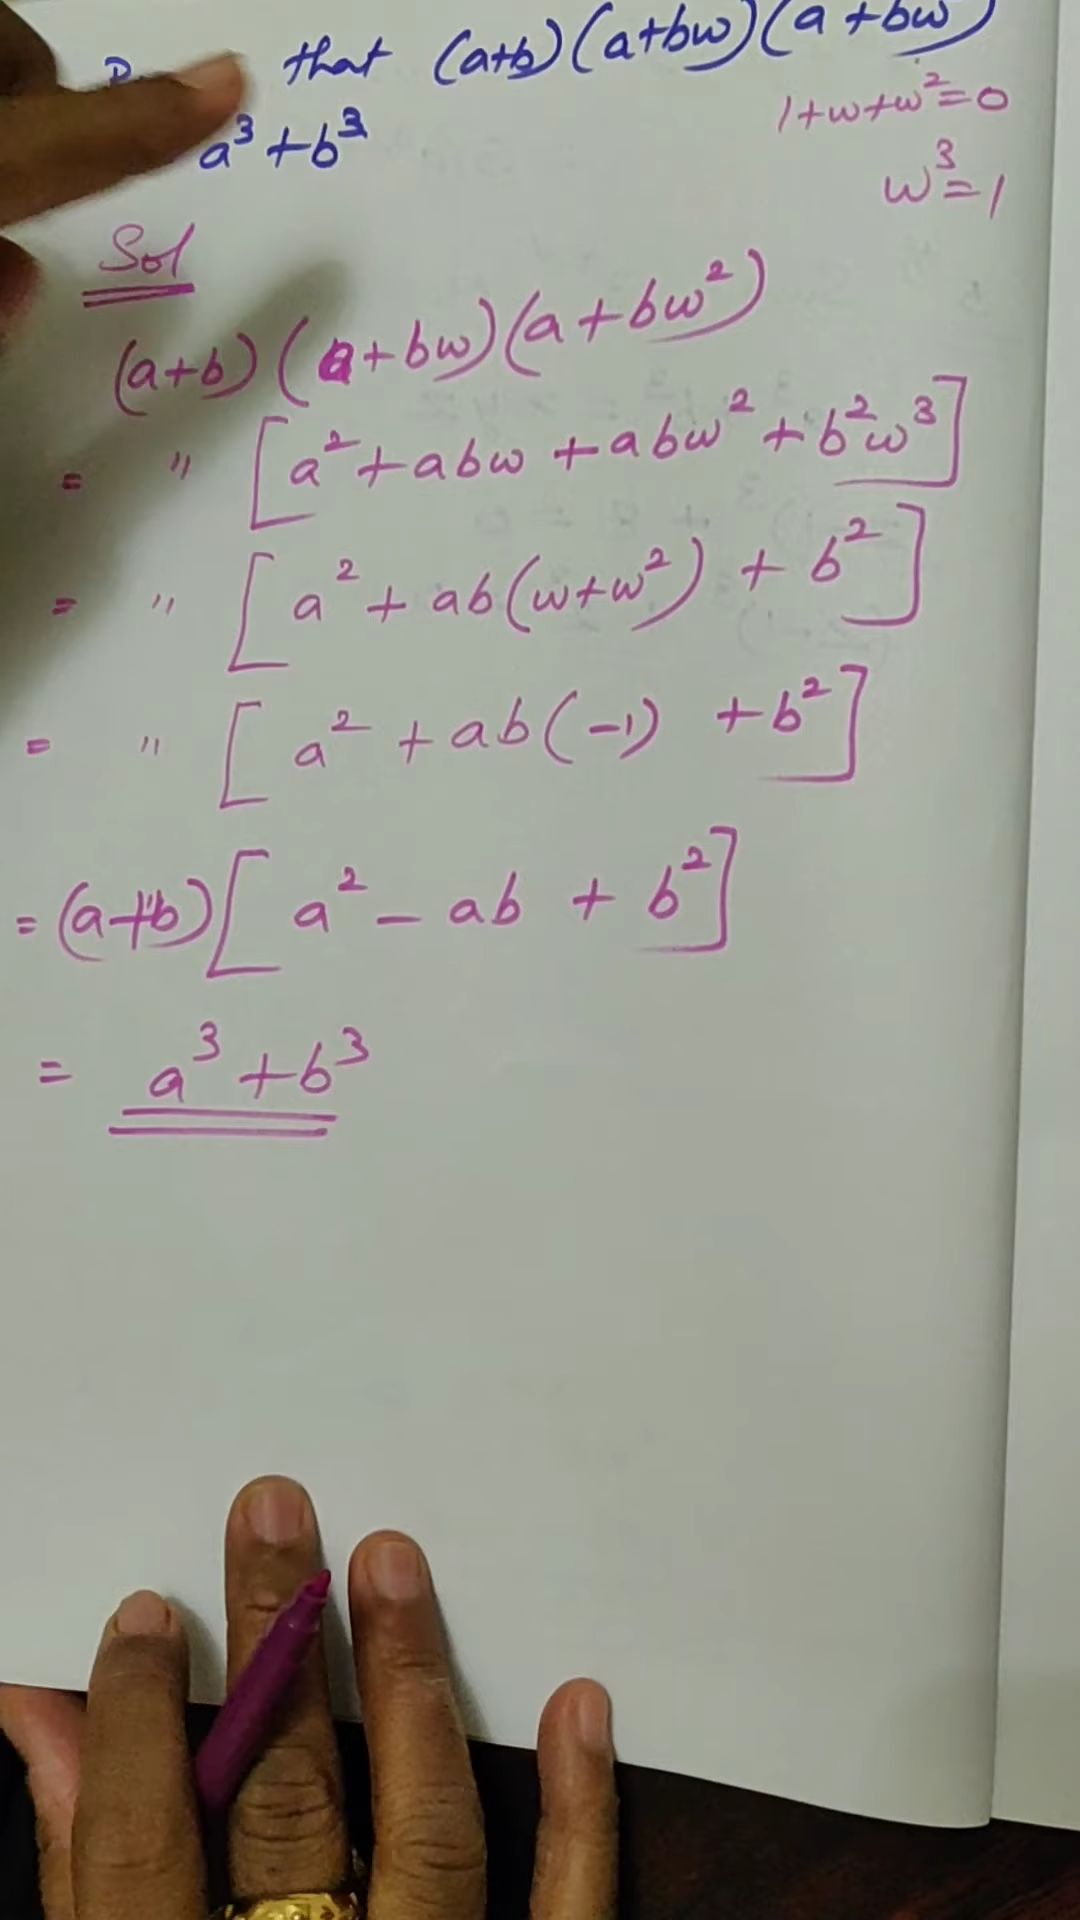 that (a+b)(a+bω)(a+bω)
a³+b³
1+ω+ω²=0
ω³=1
Sol
(a+b)(a+bω)(a+bω²)
= " [a²+abω+abω²+b²ω³]
= " [a²+ab(ω+ω²)+b²]
= " [a²+ab(-1)+b²]
=(a+b)[a²-ab+b²]
= a³+b³